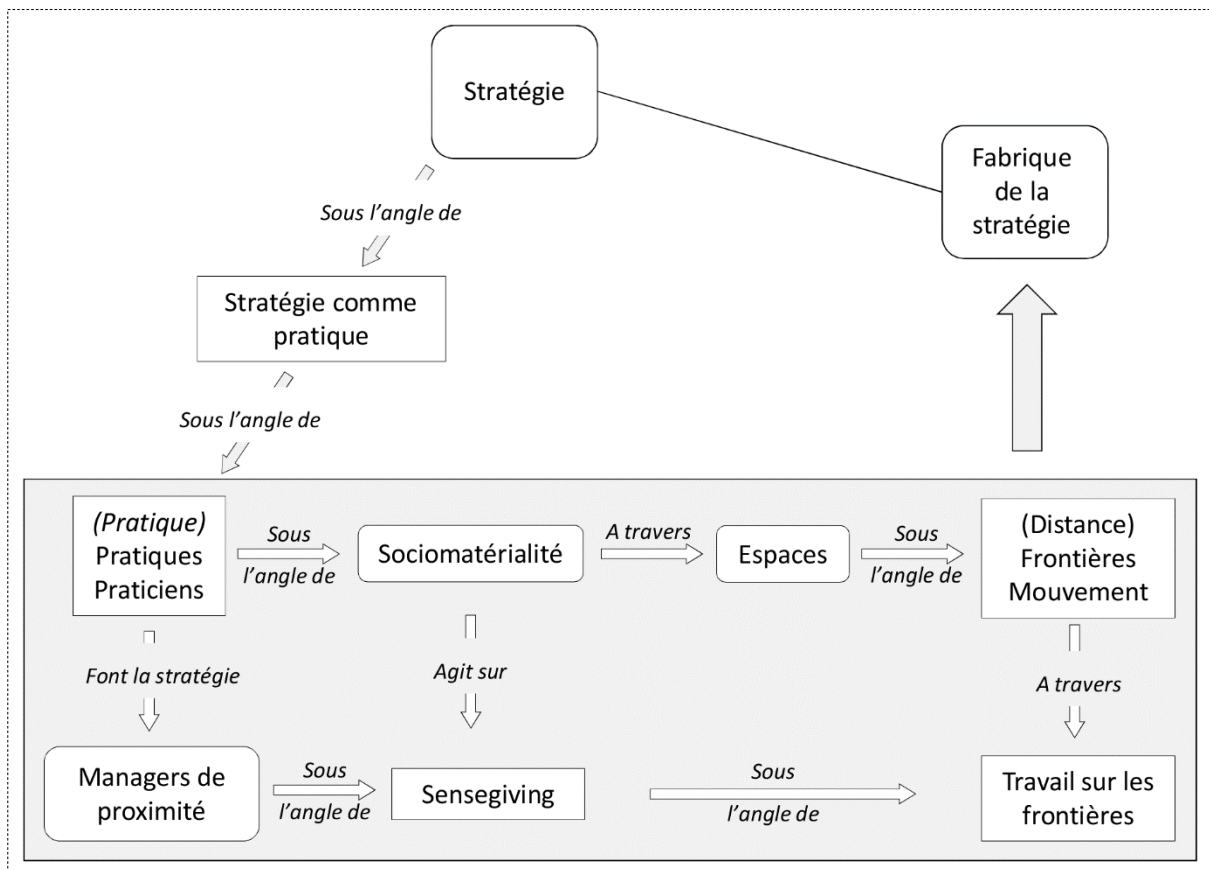 Stratégie
Fabrique
de la
stratégie
Sous l'angle de
Stratégie comme
pratique
Sous l'angle de
(Pratique)
Pratiques
Praticiens
Sous
l'angle de
Sociomatérialité
A travers
Espaces
Sous
l'angle de
(Distance)
Frontières
Mouvement
Font la stratégie
Agit sur
A travers
Managers de
proximité
Sous
l'angle de
Sensegiving
Sous
l'angle de
Travail sur les
frontières